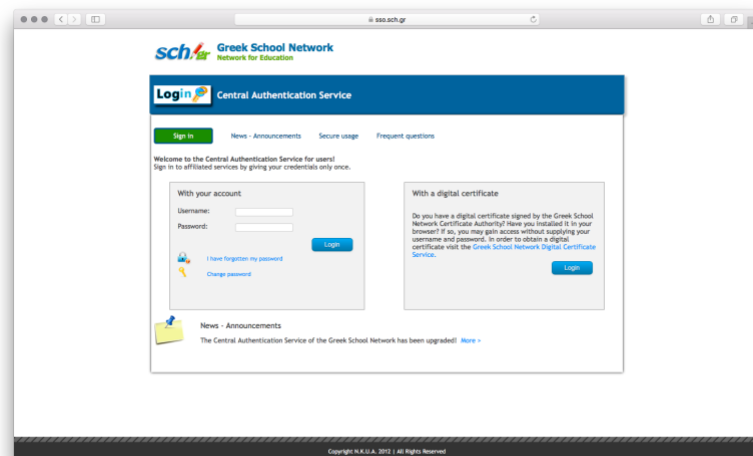 sso.sch.gr
sch.gr
Greek School Network
Network for Education
Login
Central Authentication Service
Sign in
News - Announcements
Secure usage
Frequent questions
Welcome to the Central Authentication Service for users!
Sign in to affiliated services by giving your credentials only once.
With your account
Username:
Password:
Login
I have forgotten my password
Change password
With a digital certificate
Do you have a digital certificate signed by the Greek School
Network Certificate Authority? Have you installed it in your
browser? If so, you may gain access without supplying your
username and password. In order to obtain a digital
certificate visit the Greek School Network Digital Certificate
Service.
Login
News - Announcements
The Central Authentication Service of the Greek School Network has been upgraded! More »
Copyright N.K.U.A. 2012 | All Rights Reserved